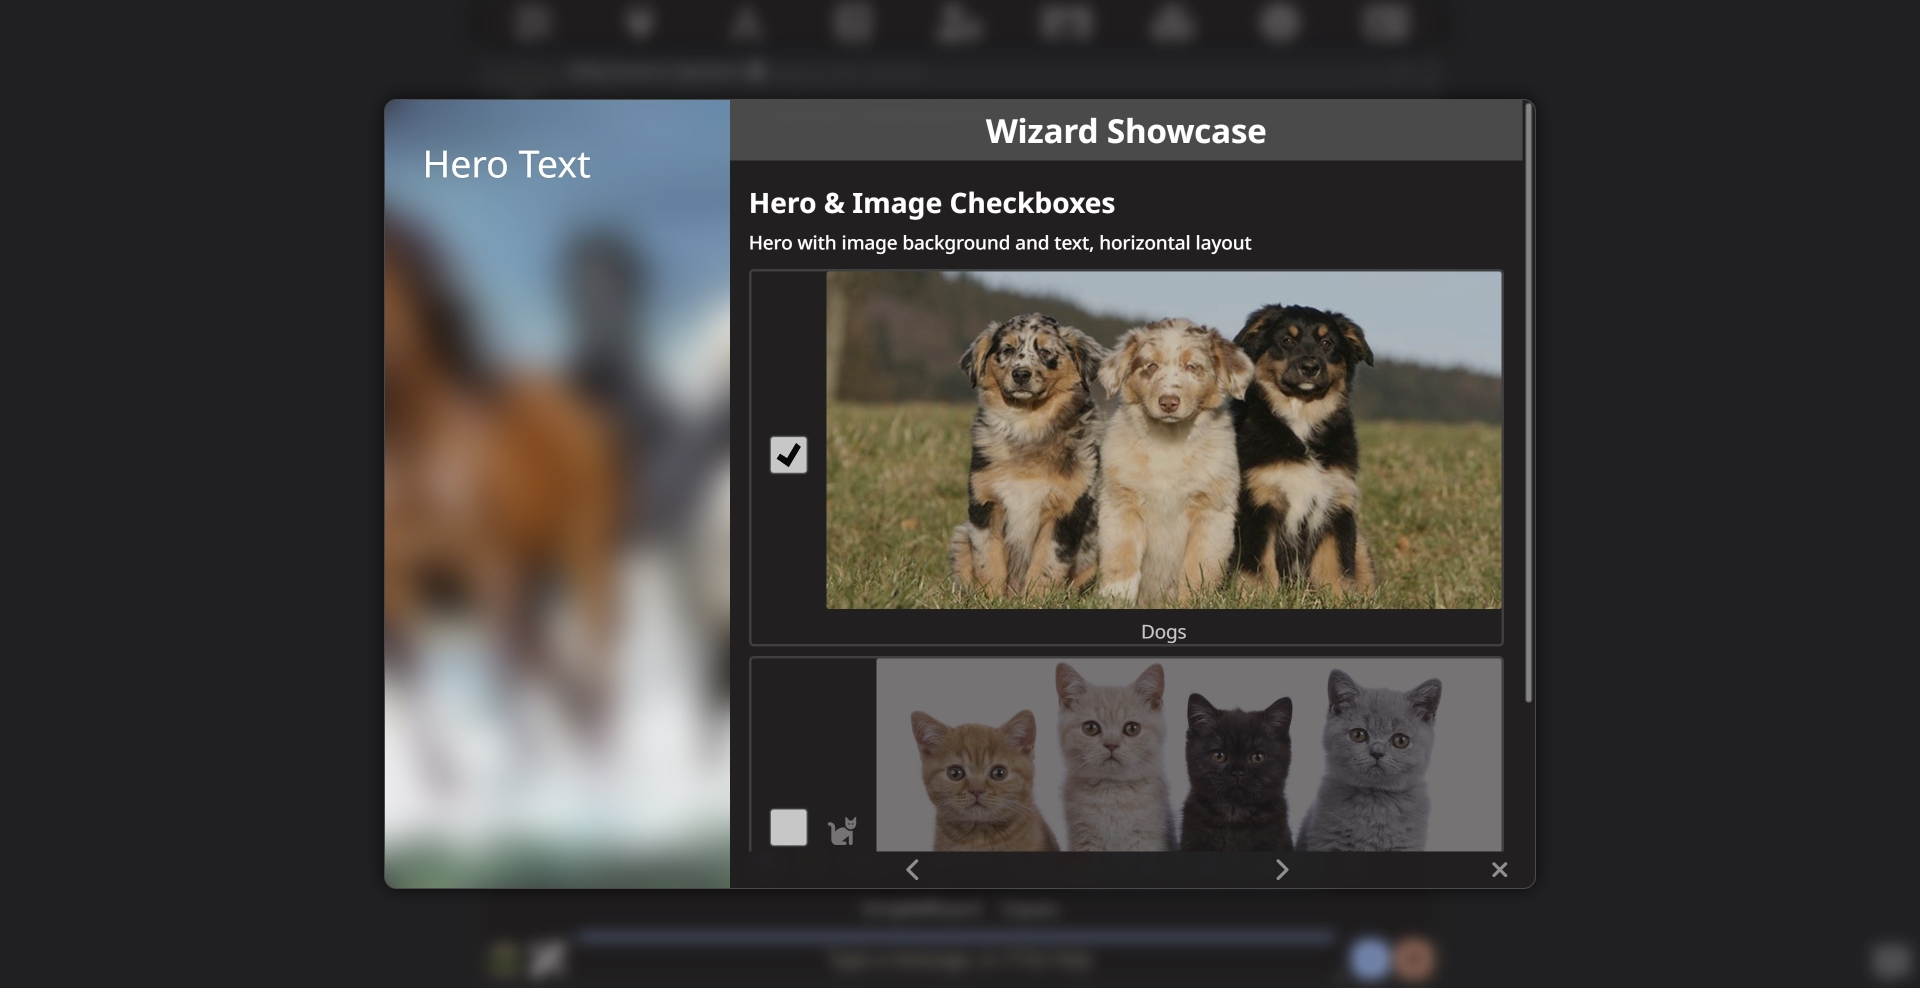 Hero Text
Wizard Showcase
Hero & Image Checkboxes
Hero with image background and text, horizontal layout
Dogs